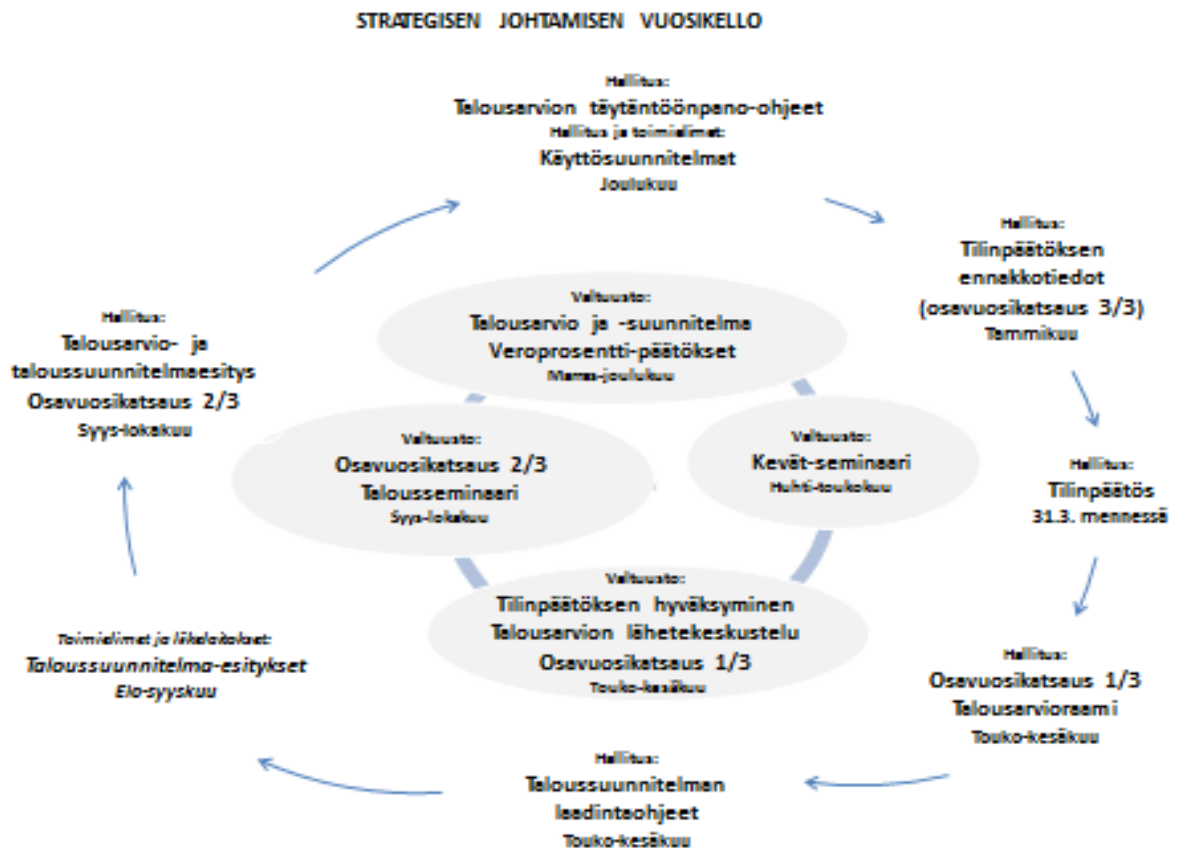 STRATEGISEN JOHTAMISEN VUOSIKELLO
Hallitus:
Talousarvion täytäntöönpano-ohjeet
Hallitus ja toimielimet:
Käyttösuunnitelmat
Joulukuu
Hallitus:
Tilinpäätöksen
ennakkotiedot
(osavuosikatsaus 3/3)
Tammikuu
Hallitus:
Tilinpäätös
31.3. mennessä
Hallitus:
Osavuosikatsaus 1/3
Talousarvioraami
Touko-kesäkuu
Hallitus:
Taloussuunnitelman
laadintaohjeet
Touko-kesäkuu
Toimielimet ja liikelaitokset:
Taloussuunnitelma-esitykset
Elo-syyskuu
Hallitus:
Talousarvio- ja
taloussuunnitelmaesitys
Osavuosikatsaus 2/3
Syys-lokakuu
Valtuusto:
Talousarvio ja -suunnitelma
Veroprosentti-päätökset
Marras-joulukuu
Valtuusto:
Kevät-seminaari
Huhti-toukokuu
Valtuusto:
Tilinpäätöksen hyväksyminen
Talousarvion lähetekeskustelu
Osavuosikatsaus 1/3
Touko-kesäkuu
Valtuusto:
Osavuosikatsaus 2/3
Talousseminaari
Syys-lokakuu